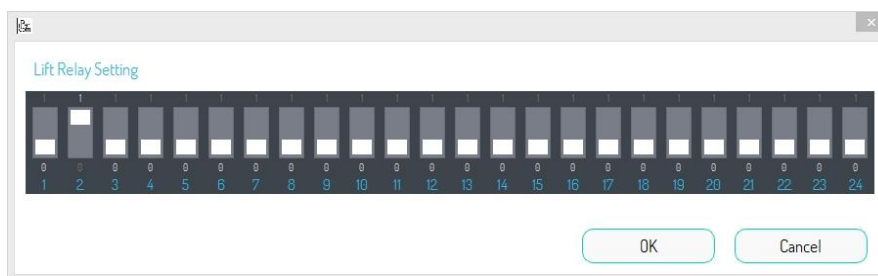 Lift Relay Setting
1 1 1 1 1 1 1 1 1 1 1 1 1 1 1 1 1 1 1 1 1 1 1 1
0 0 0 0 0 0 0 0 0 0 0 0 0 0 0 0 0 0 0 0 0 0 0 0
1 2 3 4 5 6 7 8 9 10 11 12 13 14 15 16 17 18 19 20 21 22 23 24
OK Cancel